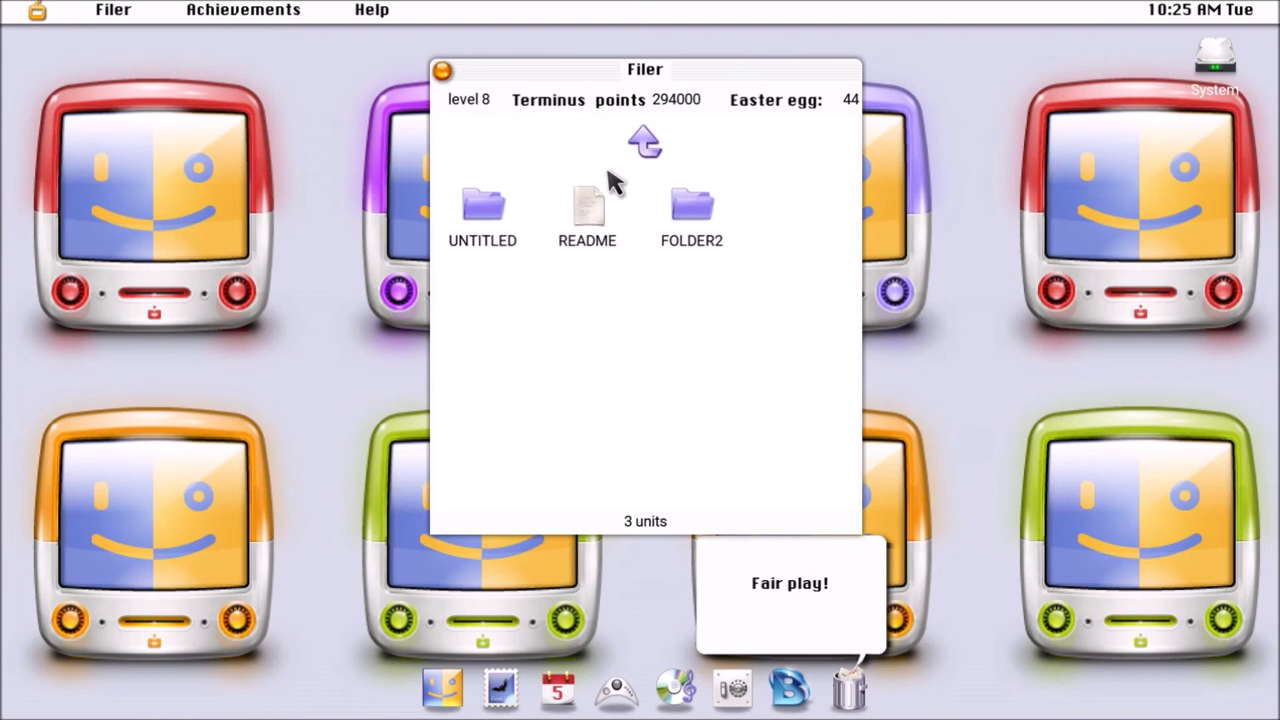 Filer Achievements Help 10:25 AM Tue
System
Filer
level 8 Terminus points 294000 Easter egg: 44
UNTITLED README FOLDER2
3 units
Fair play!
5
B